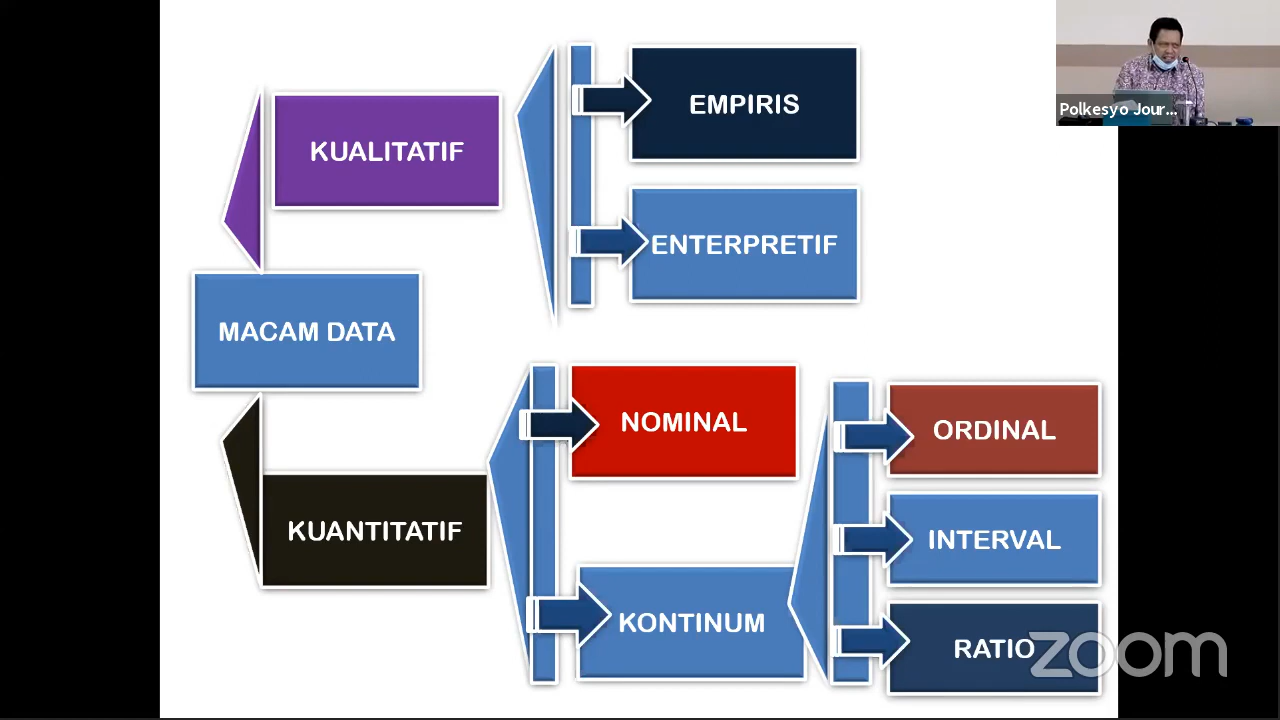 EMPIRIS
Polkesyo Jour...
KUALITATIF
ENTERPRETIF
MACAM DATA
NOMINAL
ORDINAL
KUANTITATIF
INTERVAL
KONTINUM
RATIO
zoom